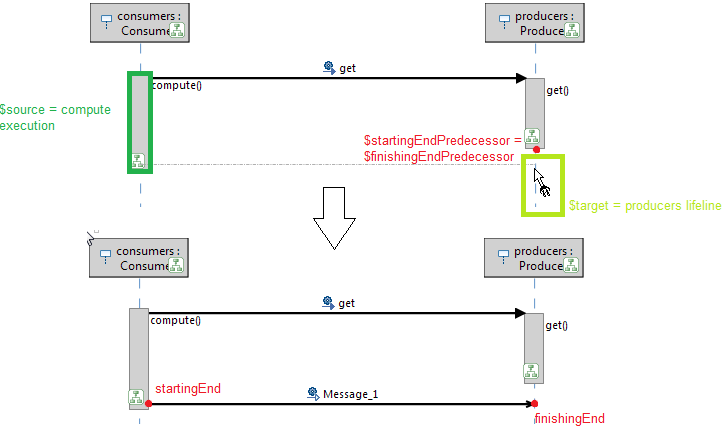 consumers :
Consume
producers :
Produce
get
compute()
get()
$source = compute
execution
$startingEndPredecessor =
$finishingEndPredecessor
$target = producers lifeline
consumers :
Consume
producers :
Produce
get
compute()
get()
startingEnd
Message_1
finishingEnd